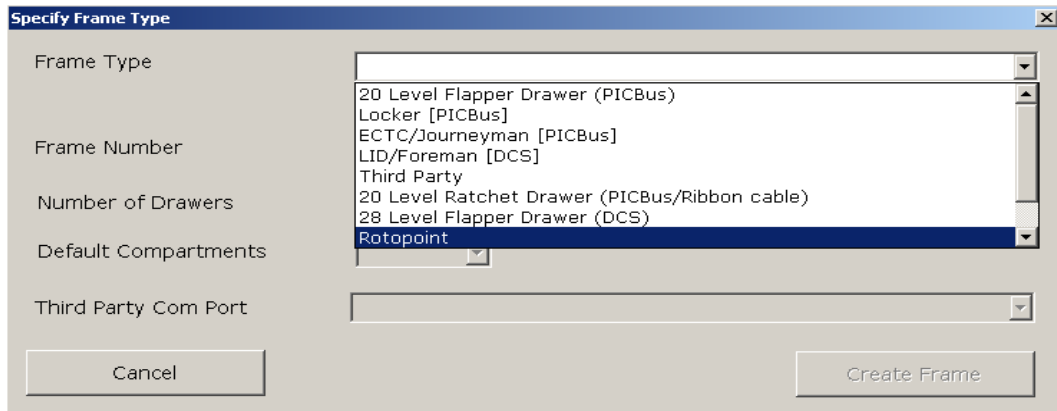 Specify Frame Type
Frame Type
20 Level Flapper Drawer (PICBus)
Locker [PICBus]
ECTC/Journeyman [PICBus]
LID/Foreman [DCS]
Third Party
20 Level Ratchet Drawer (PICBus/Ribbon cable)
28 Level Flapper Drawer (DCS)
Rotopoint
Frame Number
Number of Drawers
Default Compartments
Third Party Com Port
Cancel
Create Frame